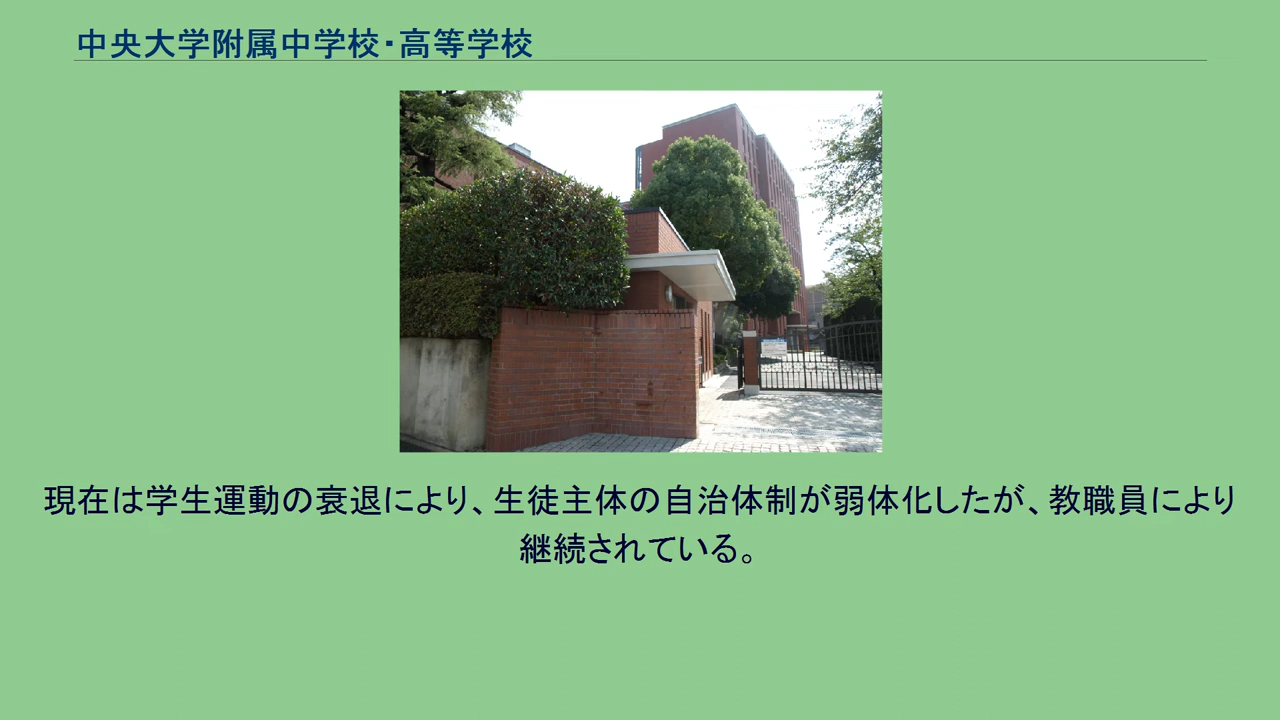 中央大学附属中学校・高等学校
現在は学生運動の衰退により、生徒主体の自治体制が弱体化したが、教職員により
継続されている。